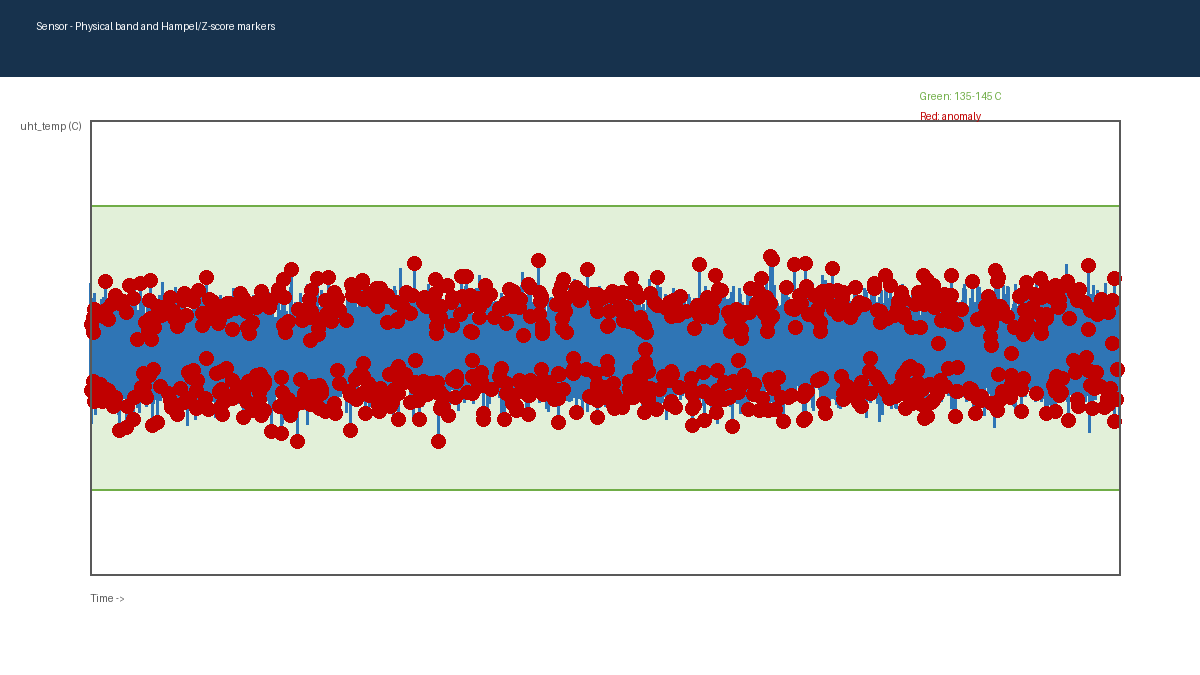 Sensor - Physical band and Hampel/Z-score markers
Green: 135-145 C
Red: anomaly
uht_temp (C)
Time ->